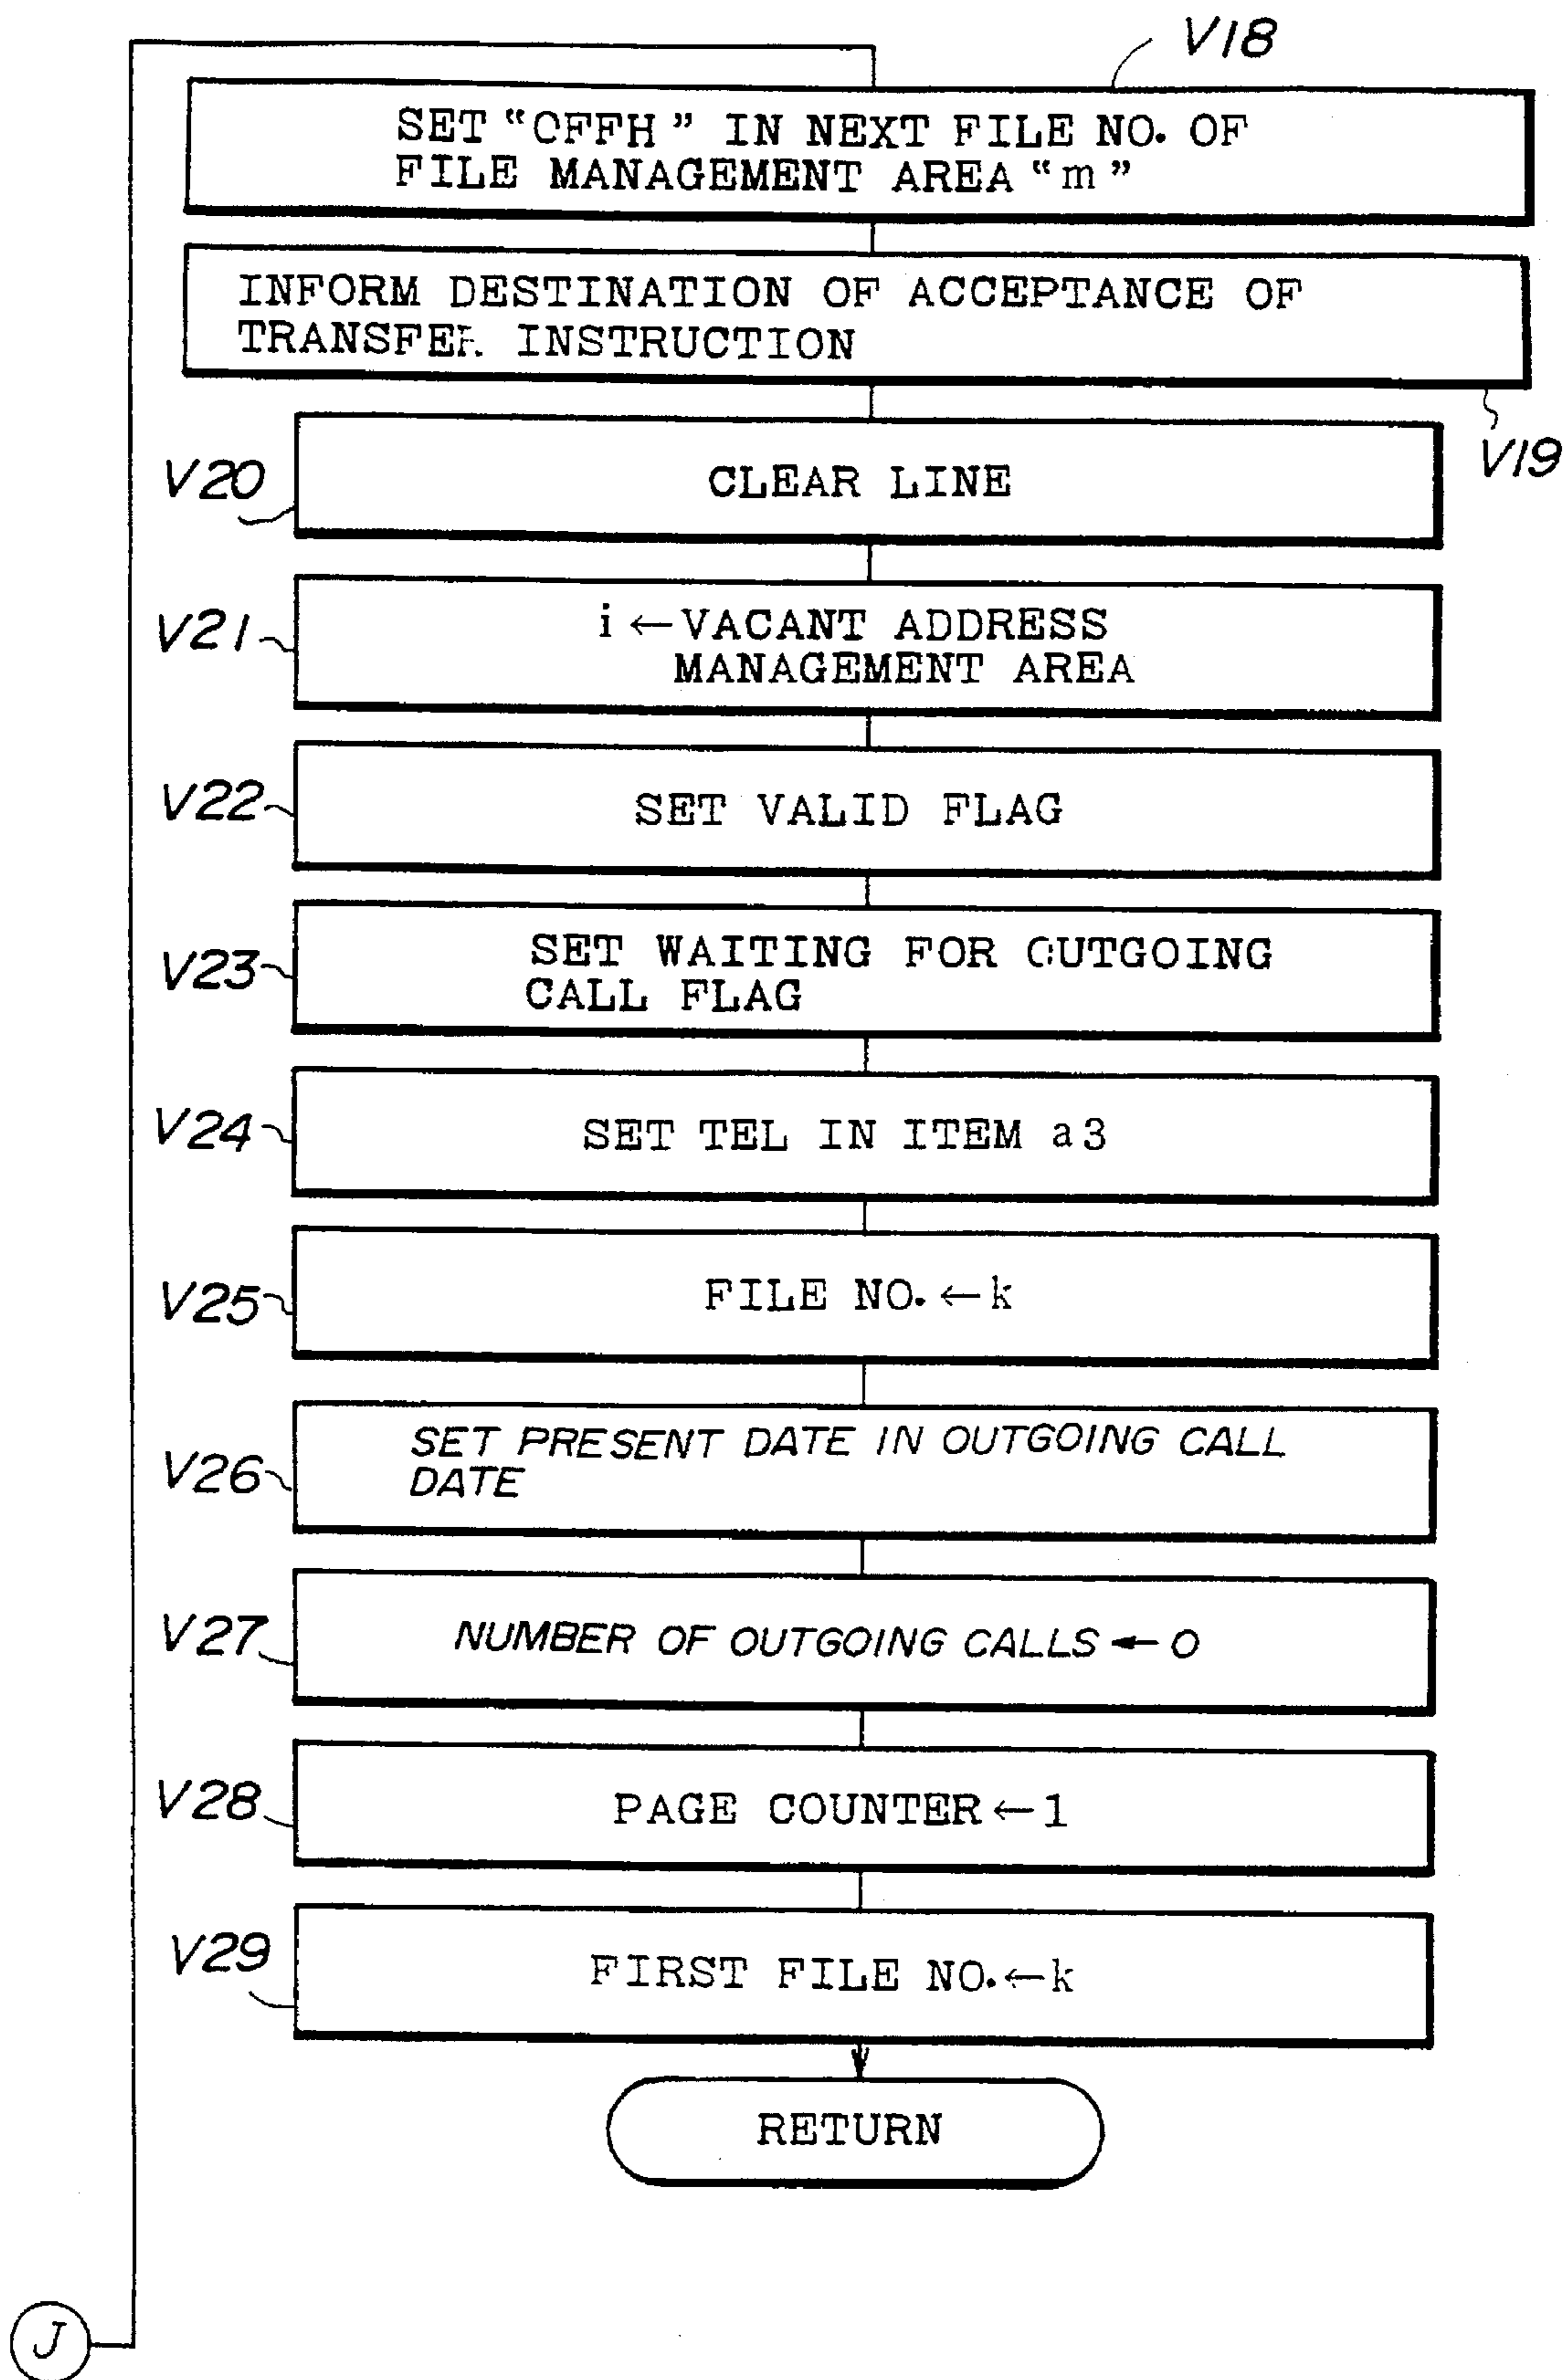 V18
SET "OFFH" IN NEXT FILE NO. OF
FILE MANAGEMENT AREA "m"
INFORM DESTINATION OF ACCEPTANCE OF
TRANSFER INSTRUCTION
V19
V20
CLEAR LINE
V21
i ← VACANT ADDRESS
MANAGEMENT AREA
V22
SET VALID FLAG
V23
SET WAITING FOR OUTGOING
CALL FLAG
V24
SET TEL IN ITEM a3
V25
FILE NO. ← k
V26
SET PRESENT DATE IN OUTGOING CALL
DATE
V27
NUMBER OF OUTGOING CALLS ← 0
V28
PAGE COUNTER ← 1
V29
FIRST FILE NO. ← k
RETURN
J